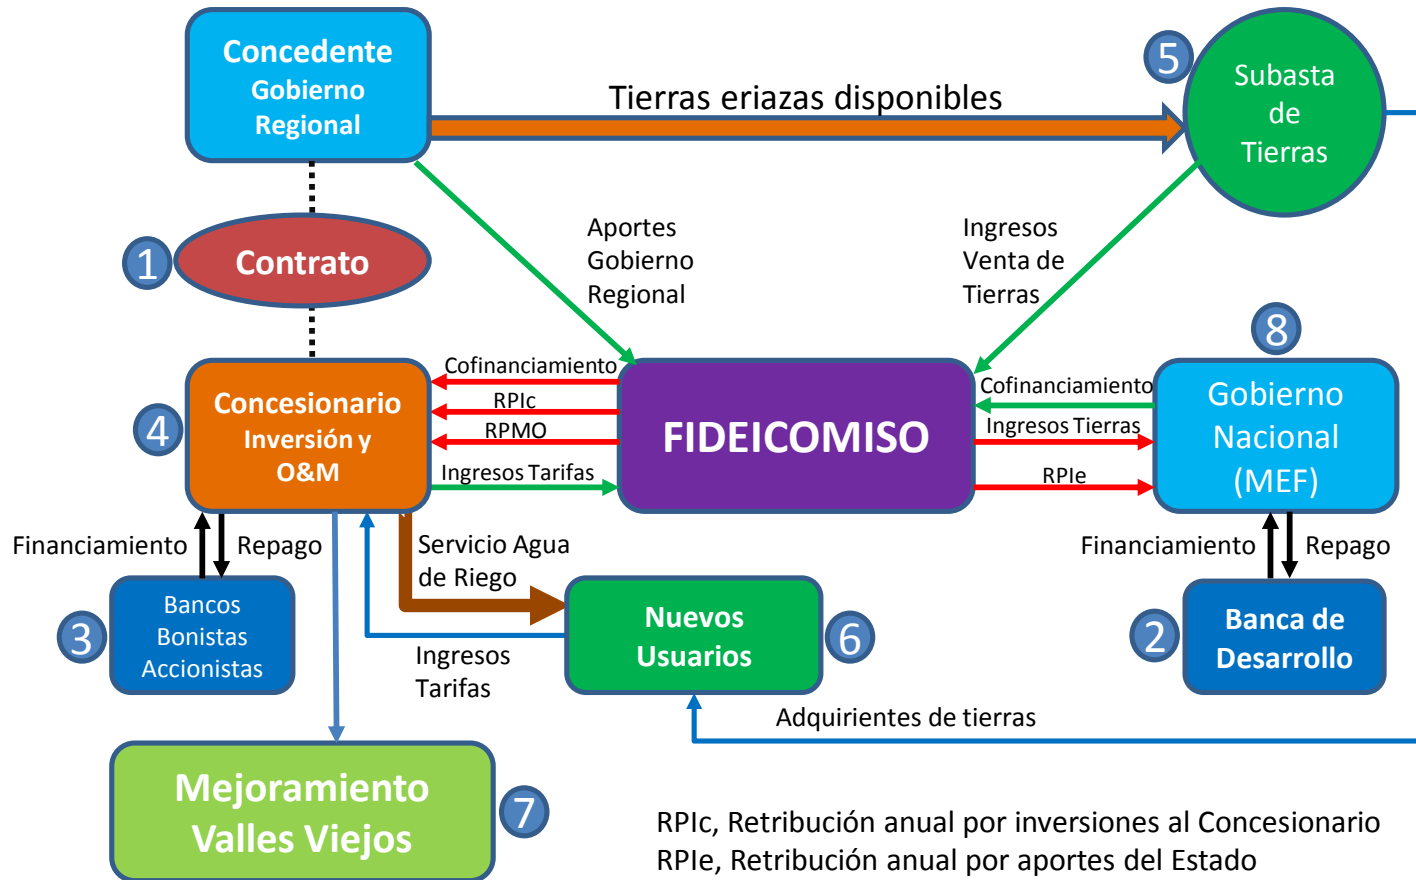 Concedente
Gobierno
Regional
Tierras eriazas disponibles
5
Subasta
de
Tierras
Aportes
Gobierno
Regional
Ingresos
Venta de
Tierras
1
Contrato
8
4
Concesionario
Inversión y
O&M
Cofinanciamiento
RPIc
RPMO
Ingresos Tarifas
FIDEICOMISO
Cofinanciamiento
Ingresos Tierras
RPIe
Gobierno
Nacional
(MEF)
Financiamiento
Repago
Servicio Agua
de Riego
Financiamiento
Repago
3
Bancos
Bonistas
Accionistas
Ingresos
Tarifas
Nuevos
Usuarios
6
2
Banca de
Desarrollo
Adquirientes de tierras
Mejoramiento
Valles Viejos
7
RPIc, Retribución anual por inversiones al Concesionario
RPIe, Retribución anual por aportes del Estado